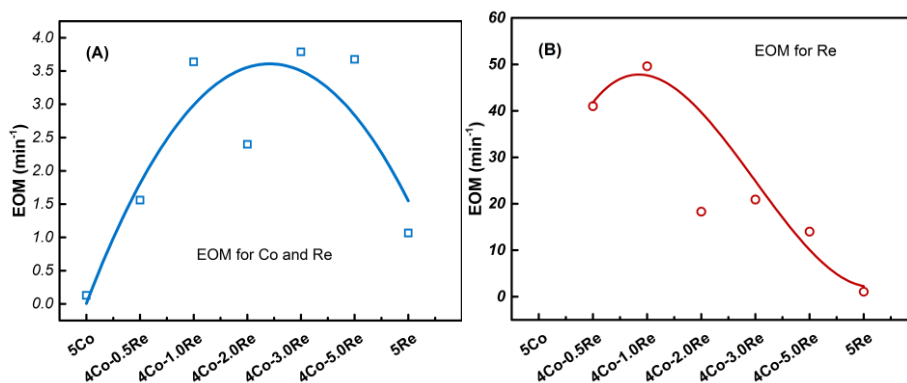 (A)
EOM (min⁻¹)
4.0
3.5
3.0
2.5
2.0
1.5
1.0
0.5
0.0
EOM for Co and Re
5Co
4Co-0.5Re
4Co-1.0Re
4Co-2.0Re
4Co-3.0Re
4Co-5.0Re
5Re
(B)
EOM for Re
EOM (min⁻¹)
60
50
40
30
20
10
0
5Co
4Co-0.5Re
4Co-1.0Re
4Co-2.0Re
4Co-3.0Re
4Co-5.0Re
5Re